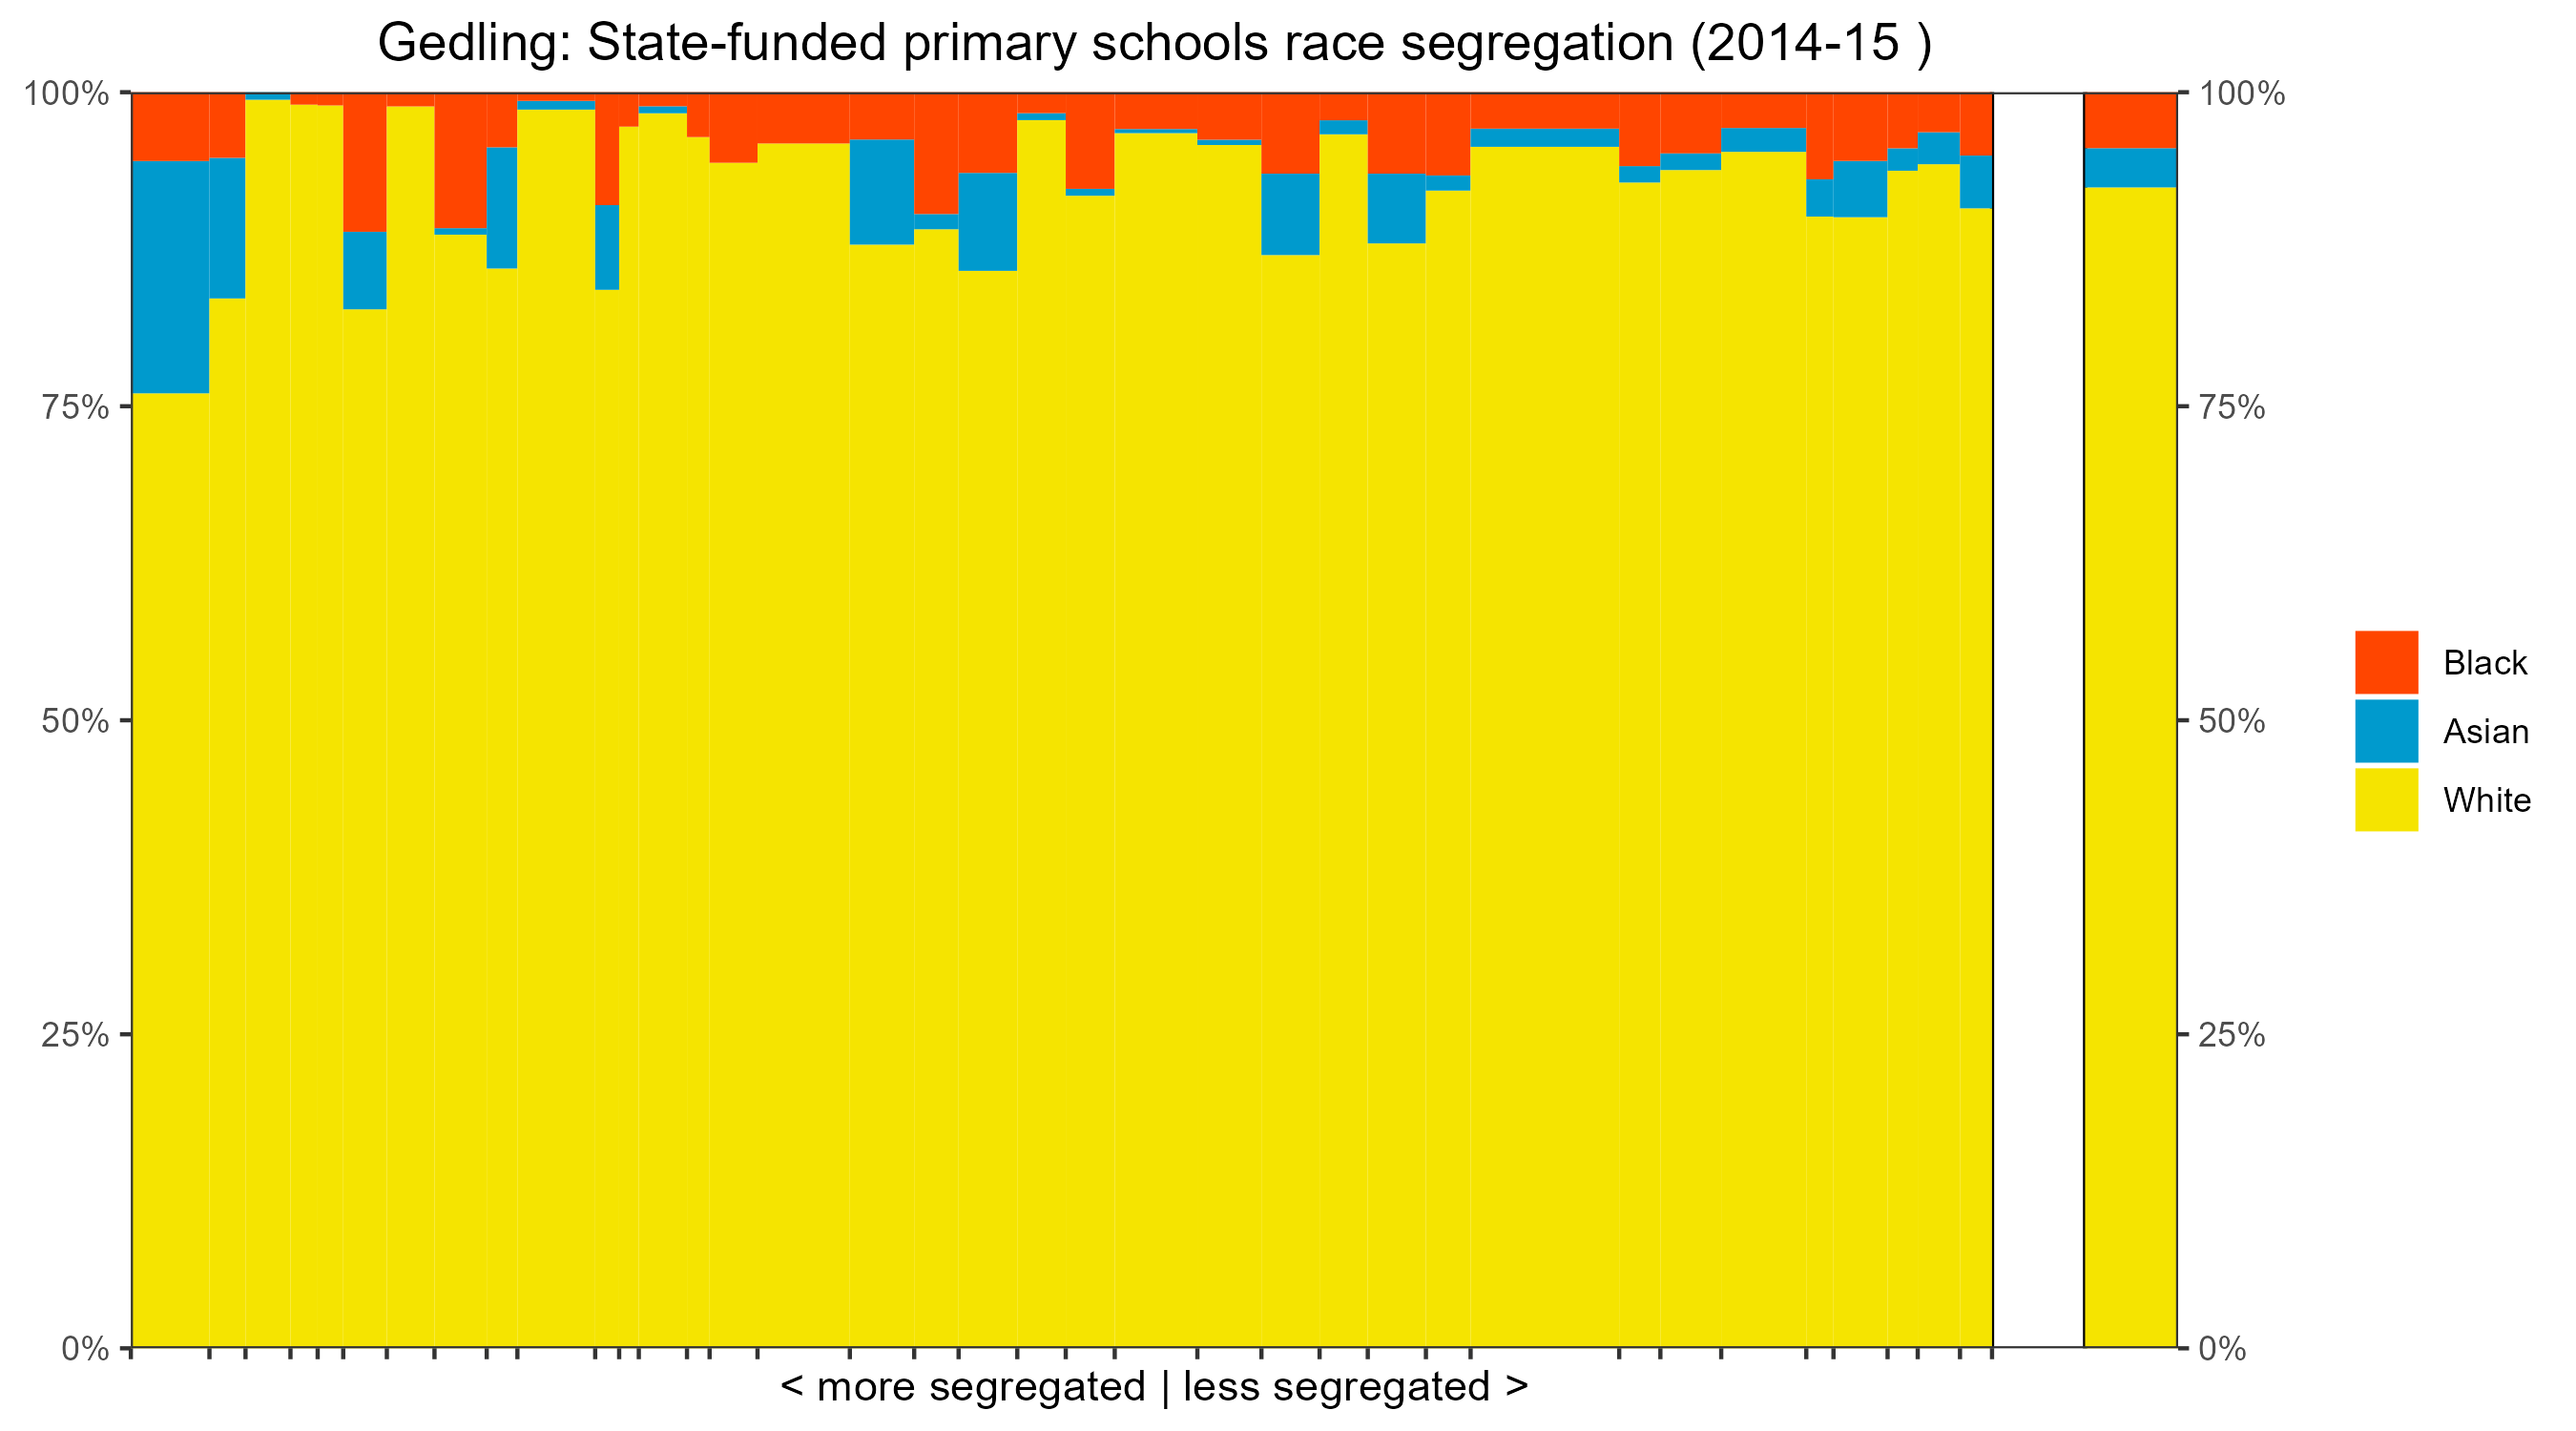 Gedling: State-funded primary schools race segregation (2014-15 )
100%
75%
50%
25%
0%
100%
75%
50%
25%
0%
Black
Asian
White
< more segregated | less segregated >